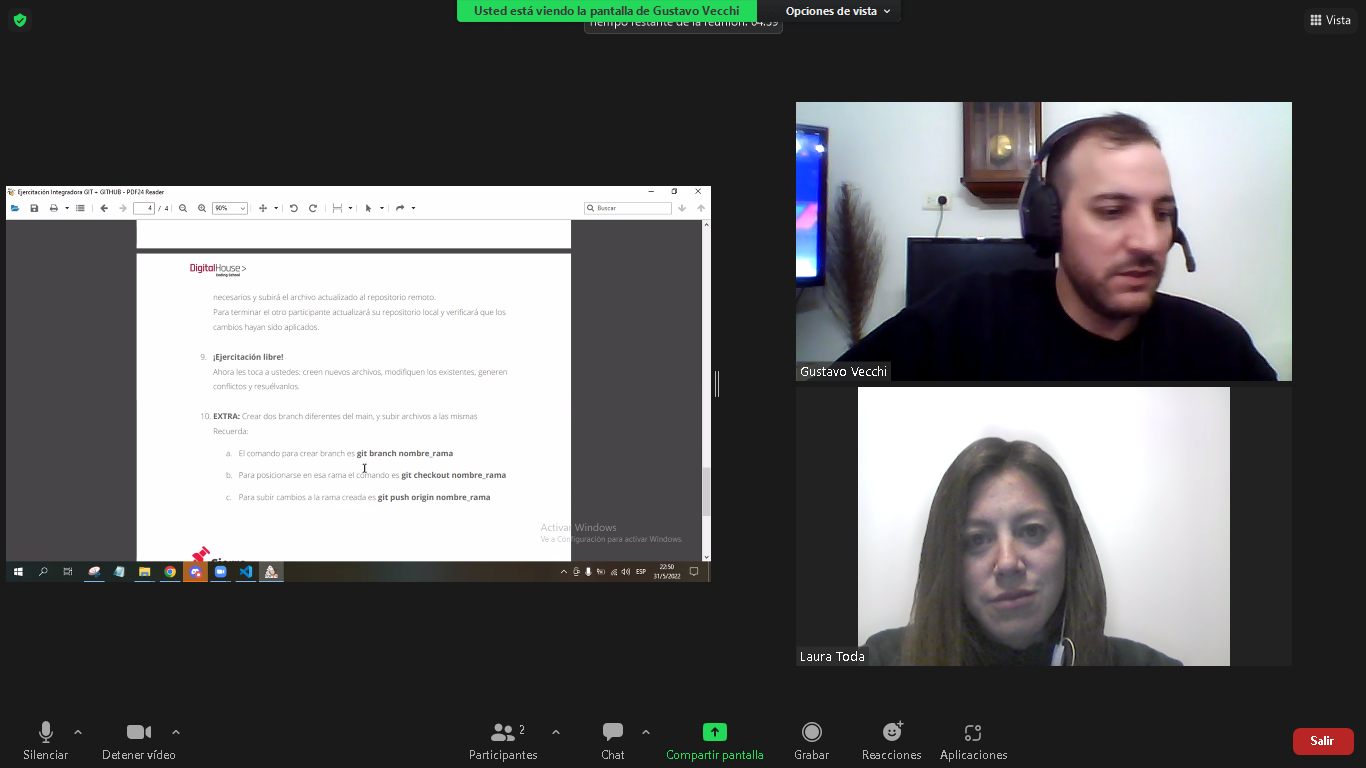 Usted está viendo la pantalla de Gustavo Vecchi
Opciones de vista
Tiempo restante de la reunión: 04:59
Vista
Ejercitación Integradora GIT + GITHUB - PDF24 Reader
4 / 4
90%
Buscar
DigitalHouse>
Coding School
necesarios y subirá el archivo actualizado al repositorio remoto.
Para terminar el otro participante actualizará su repositorio local y verificará que los
cambios hayan sido aplicados.
9. ¡Ejercitación libre!
Ahora les toca a ustedes: creen nuevos archivos, modifiquen los existentes, generen
conflictos y resuélvanlos.
10. EXTRA: Crear dos branch diferentes del main, y subir archivos a las mismas
Recuerda:
a. El comando para crear branch es git branch nombre_rama
b. Para posicionarse en esa rama el comando es git checkout nombre_rama
c. Para subir cambios a la rama creada es git push origin nombre_rama
Activar Windows
Ve a Configuración para activar Windows.
ESP
22:50
31/5/2022
Gustavo Vecchi
Laura Toda
Silenciar
Detener vídeo
Participantes
2
Chat
Compartir pantalla
Grabar
Reacciones
Aplicaciones
Salir